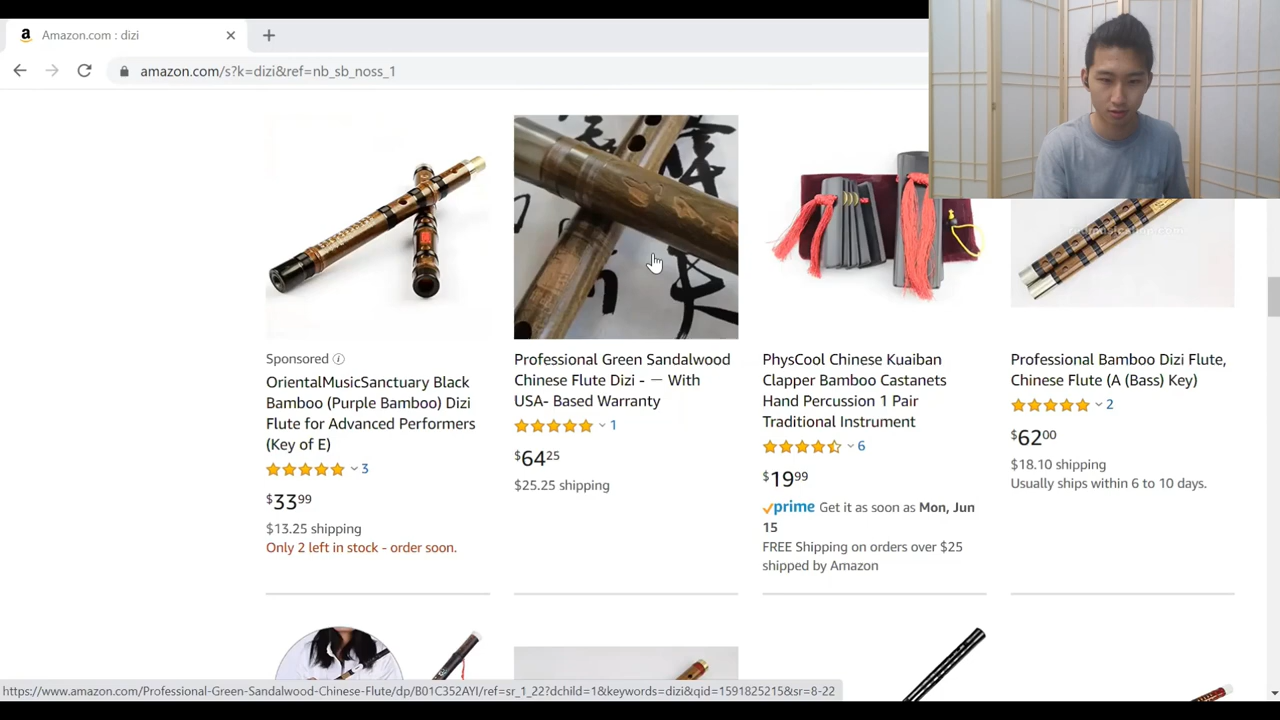 Amazon.com : dizi
amazon.com/s?k=dizi&ref=nb_sb_noss_1
Sponsored
OrientalMusicSanctuary Black
Bamboo (Purple Bamboo) Dizi
Flute for Advanced Performers
(Key of E)
3
$33 99
$13.25 shipping
Only 2 left in stock - order soon.
Professional Green Sandalwood
Chinese Flute Dizi - — With
USA- Based Warranty
1
$64 25
$25.25 shipping
PhysCool Chinese Kuaiban
Clapper Bamboo Castanets
Hand Percussion 1 Pair
Traditional Instrument
6
$19 99
prime Get it as soon as Mon, Jun
15
FREE Shipping on orders over $25
shipped by Amazon
Professional Bamboo Dizi Flute,
Chinese Flute (A (Bass) Key)
2
$62 00
$18.10 shipping
Usually ships within 6 to 10 days.
https://www.amazon.com/Professional-Green-Sandalwood-Chinese-Flute/dp/B01C352AYI/ref=sr_1_22?dchild=1&keywords=dizi&qid=1591825215&sr=8-22